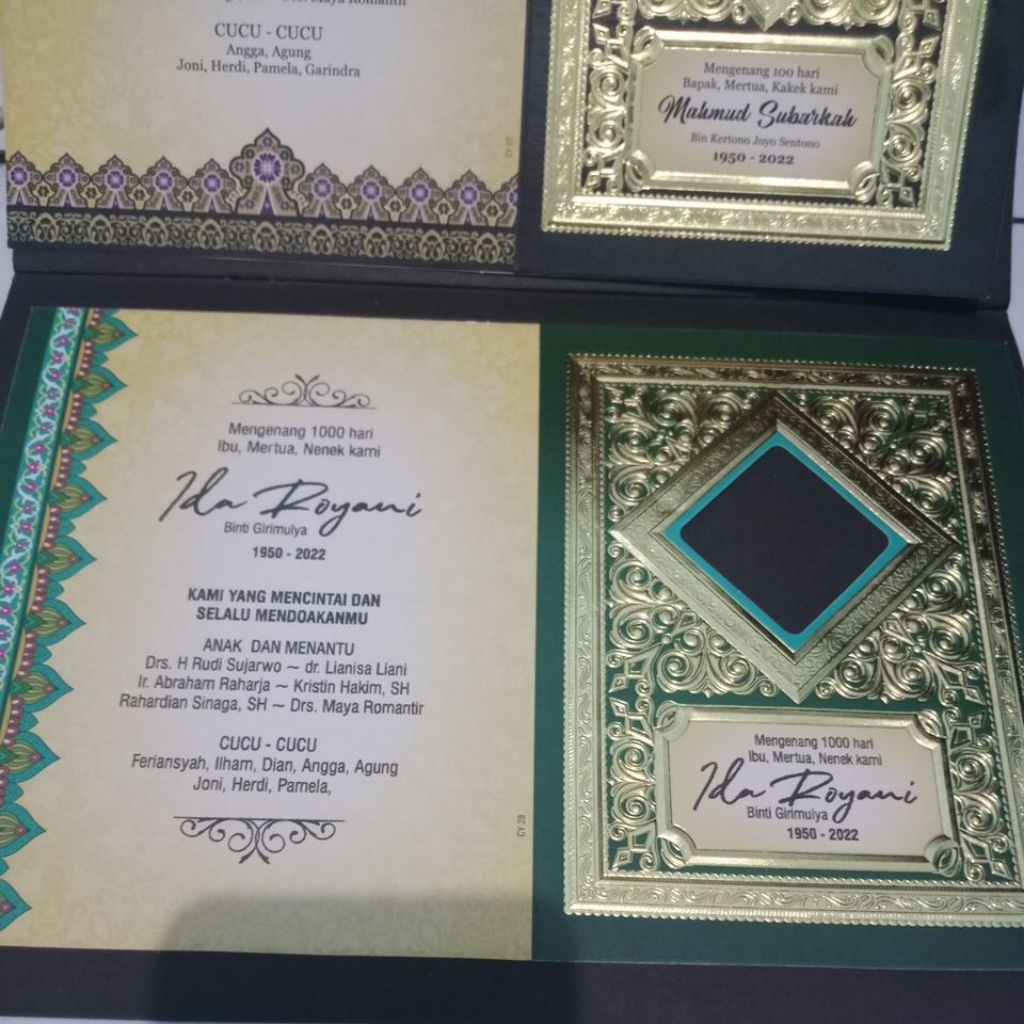 CUCU - CUCU
Angga, Agung
Joni, Herdi, Pamela, Garindra
CY 27
Mengenang 100 hari
Bapak, Mertua, Kakek kami
Mahmud Subarkah
Bin Kertono Joyo Sentono
1950 - 2022
Mengenang 1000 hari
Ibu, Mertua, Nenek kami
Ida Royani
Binti Girimulya
1950 - 2022
KAMI YANG MENCINTAI DAN
SELALU MENDOAKANMU
ANAK DAN MENANTU
Drs. H Rudi Sujarwo ~ dr. Lianisa Liani
Ir. Abraham Raharja ~ Kristin Hakim, SH
Rahardian Sinaga, SH ~ Drs. Maya Romantir
CUCU - CUCU
Feriansyah, Ilham, Dian, Angga, Agung
Joni, Herdi, Pamela,
CY 28
Mengenang 1000 hari
Ibu, Mertua, Nenek kami
Ida Royani
Binti Girimulya
1950 - 2022